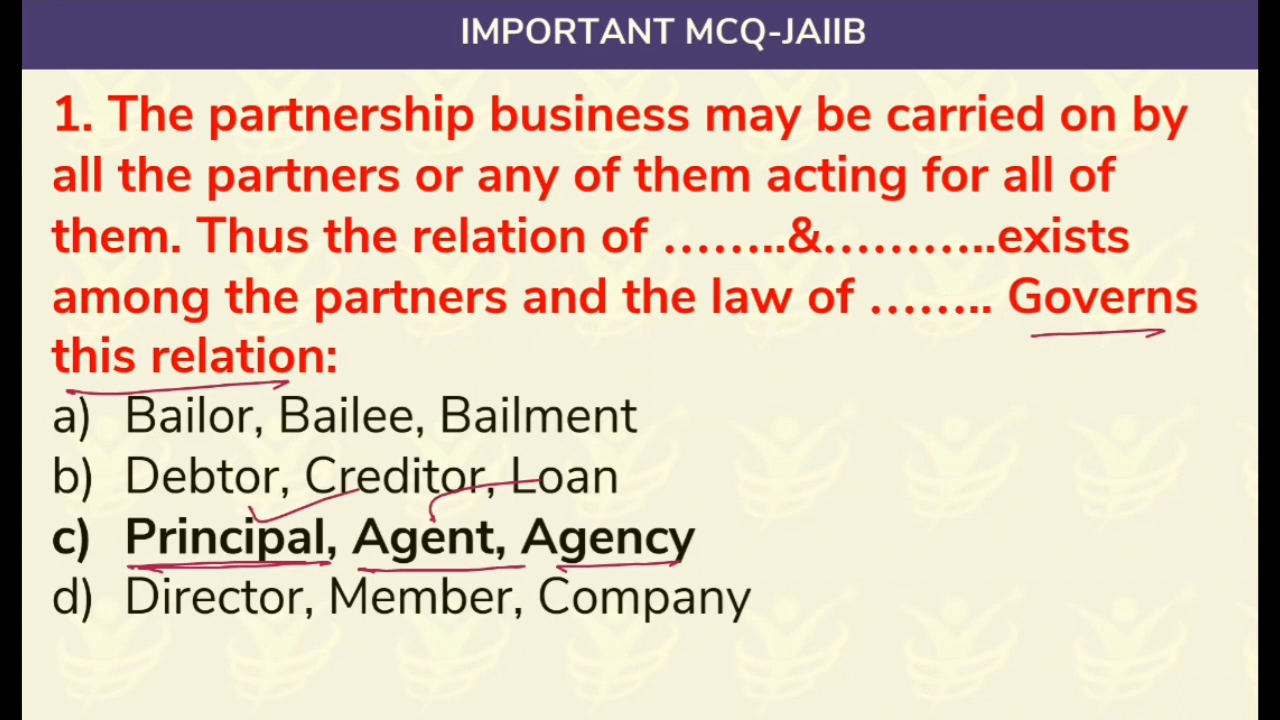 IMPORTANT MCQ-JAIIB
1. The partnership business may be carried on by
all the partners or any of them acting for all of
them. Thus the relation of ……..&………..exists
among the partners and the law of …….. Governs
this relation:
a) Bailor, Bailee, Bailment
b) Debtor, Creditor, Loan
c) Principal, Agent, Agency
d) Director, Member, Company